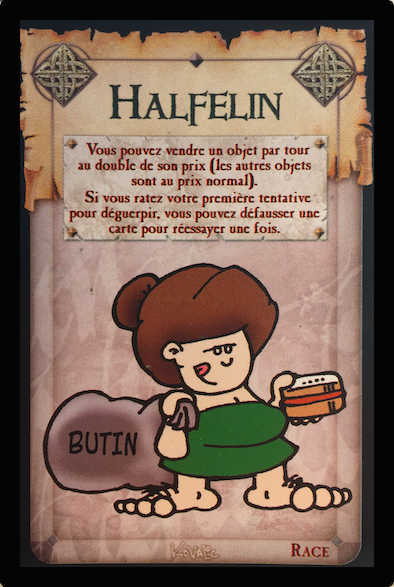 HALFELIN
Vous pouvez vendre un objet par tour
au double de son prix (les autres objets
sont au prix normal).
Si vous ratez votre première tentative
pour déguerpir, vous pouvez défausser une
carte pour réessayer une fois.
BUTIN
KOVALIC
RACE